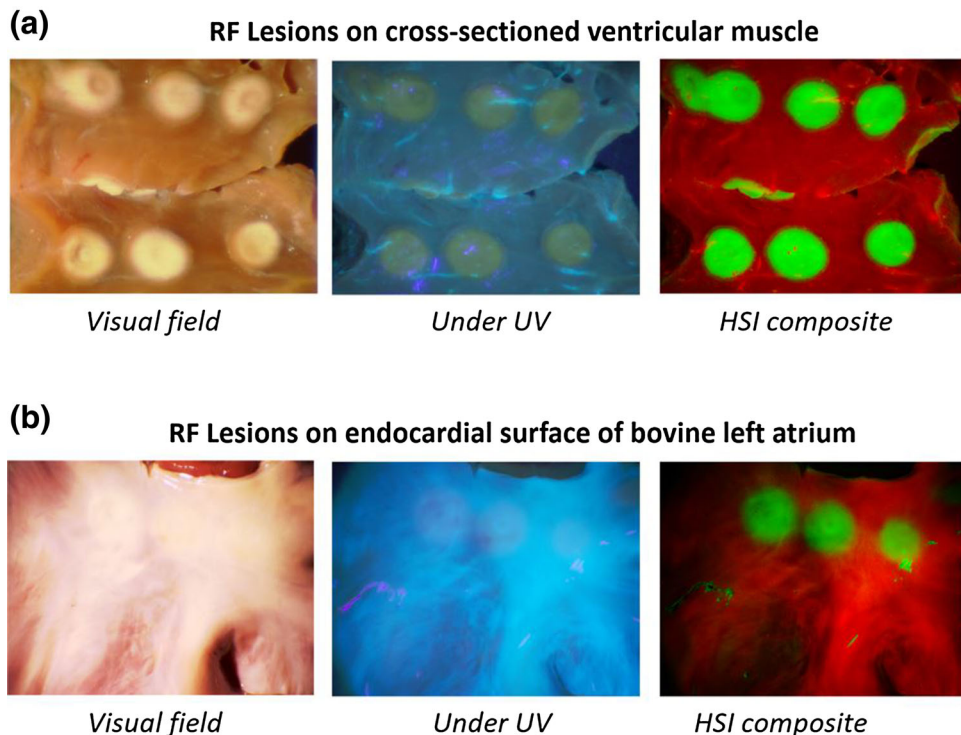 (a)
RF Lesions on cross-sectioned ventricular muscle
Visual field
Under UV
HSI composite
(b)
RF Lesions on endocardial surface of bovine left atrium
Visual field
Under UV
HSI composite